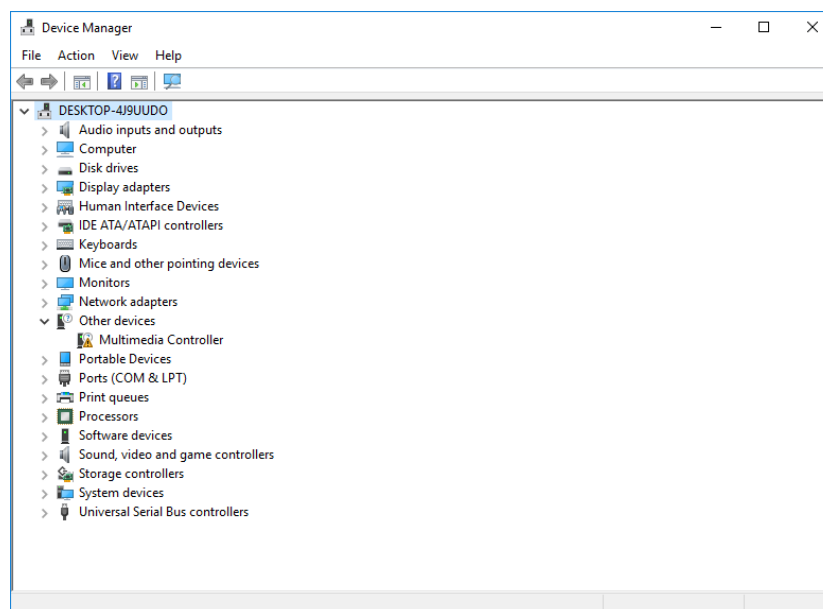 Device Manager
File Action View Help
DESKTOP-4J9UUDO
Audio inputs and outputs
Computer
Disk drives
Display adapters
Human Interface Devices
IDE ATA/ATAPI controllers
Keyboards
Mice and other pointing devices
Monitors
Network adapters
Other devices
Multimedia Controller
Portable Devices
Ports (COM & LPT)
Print queues
Processors
Software devices
Sound, video and game controllers
Storage controllers
System devices
Universal Serial Bus controllers